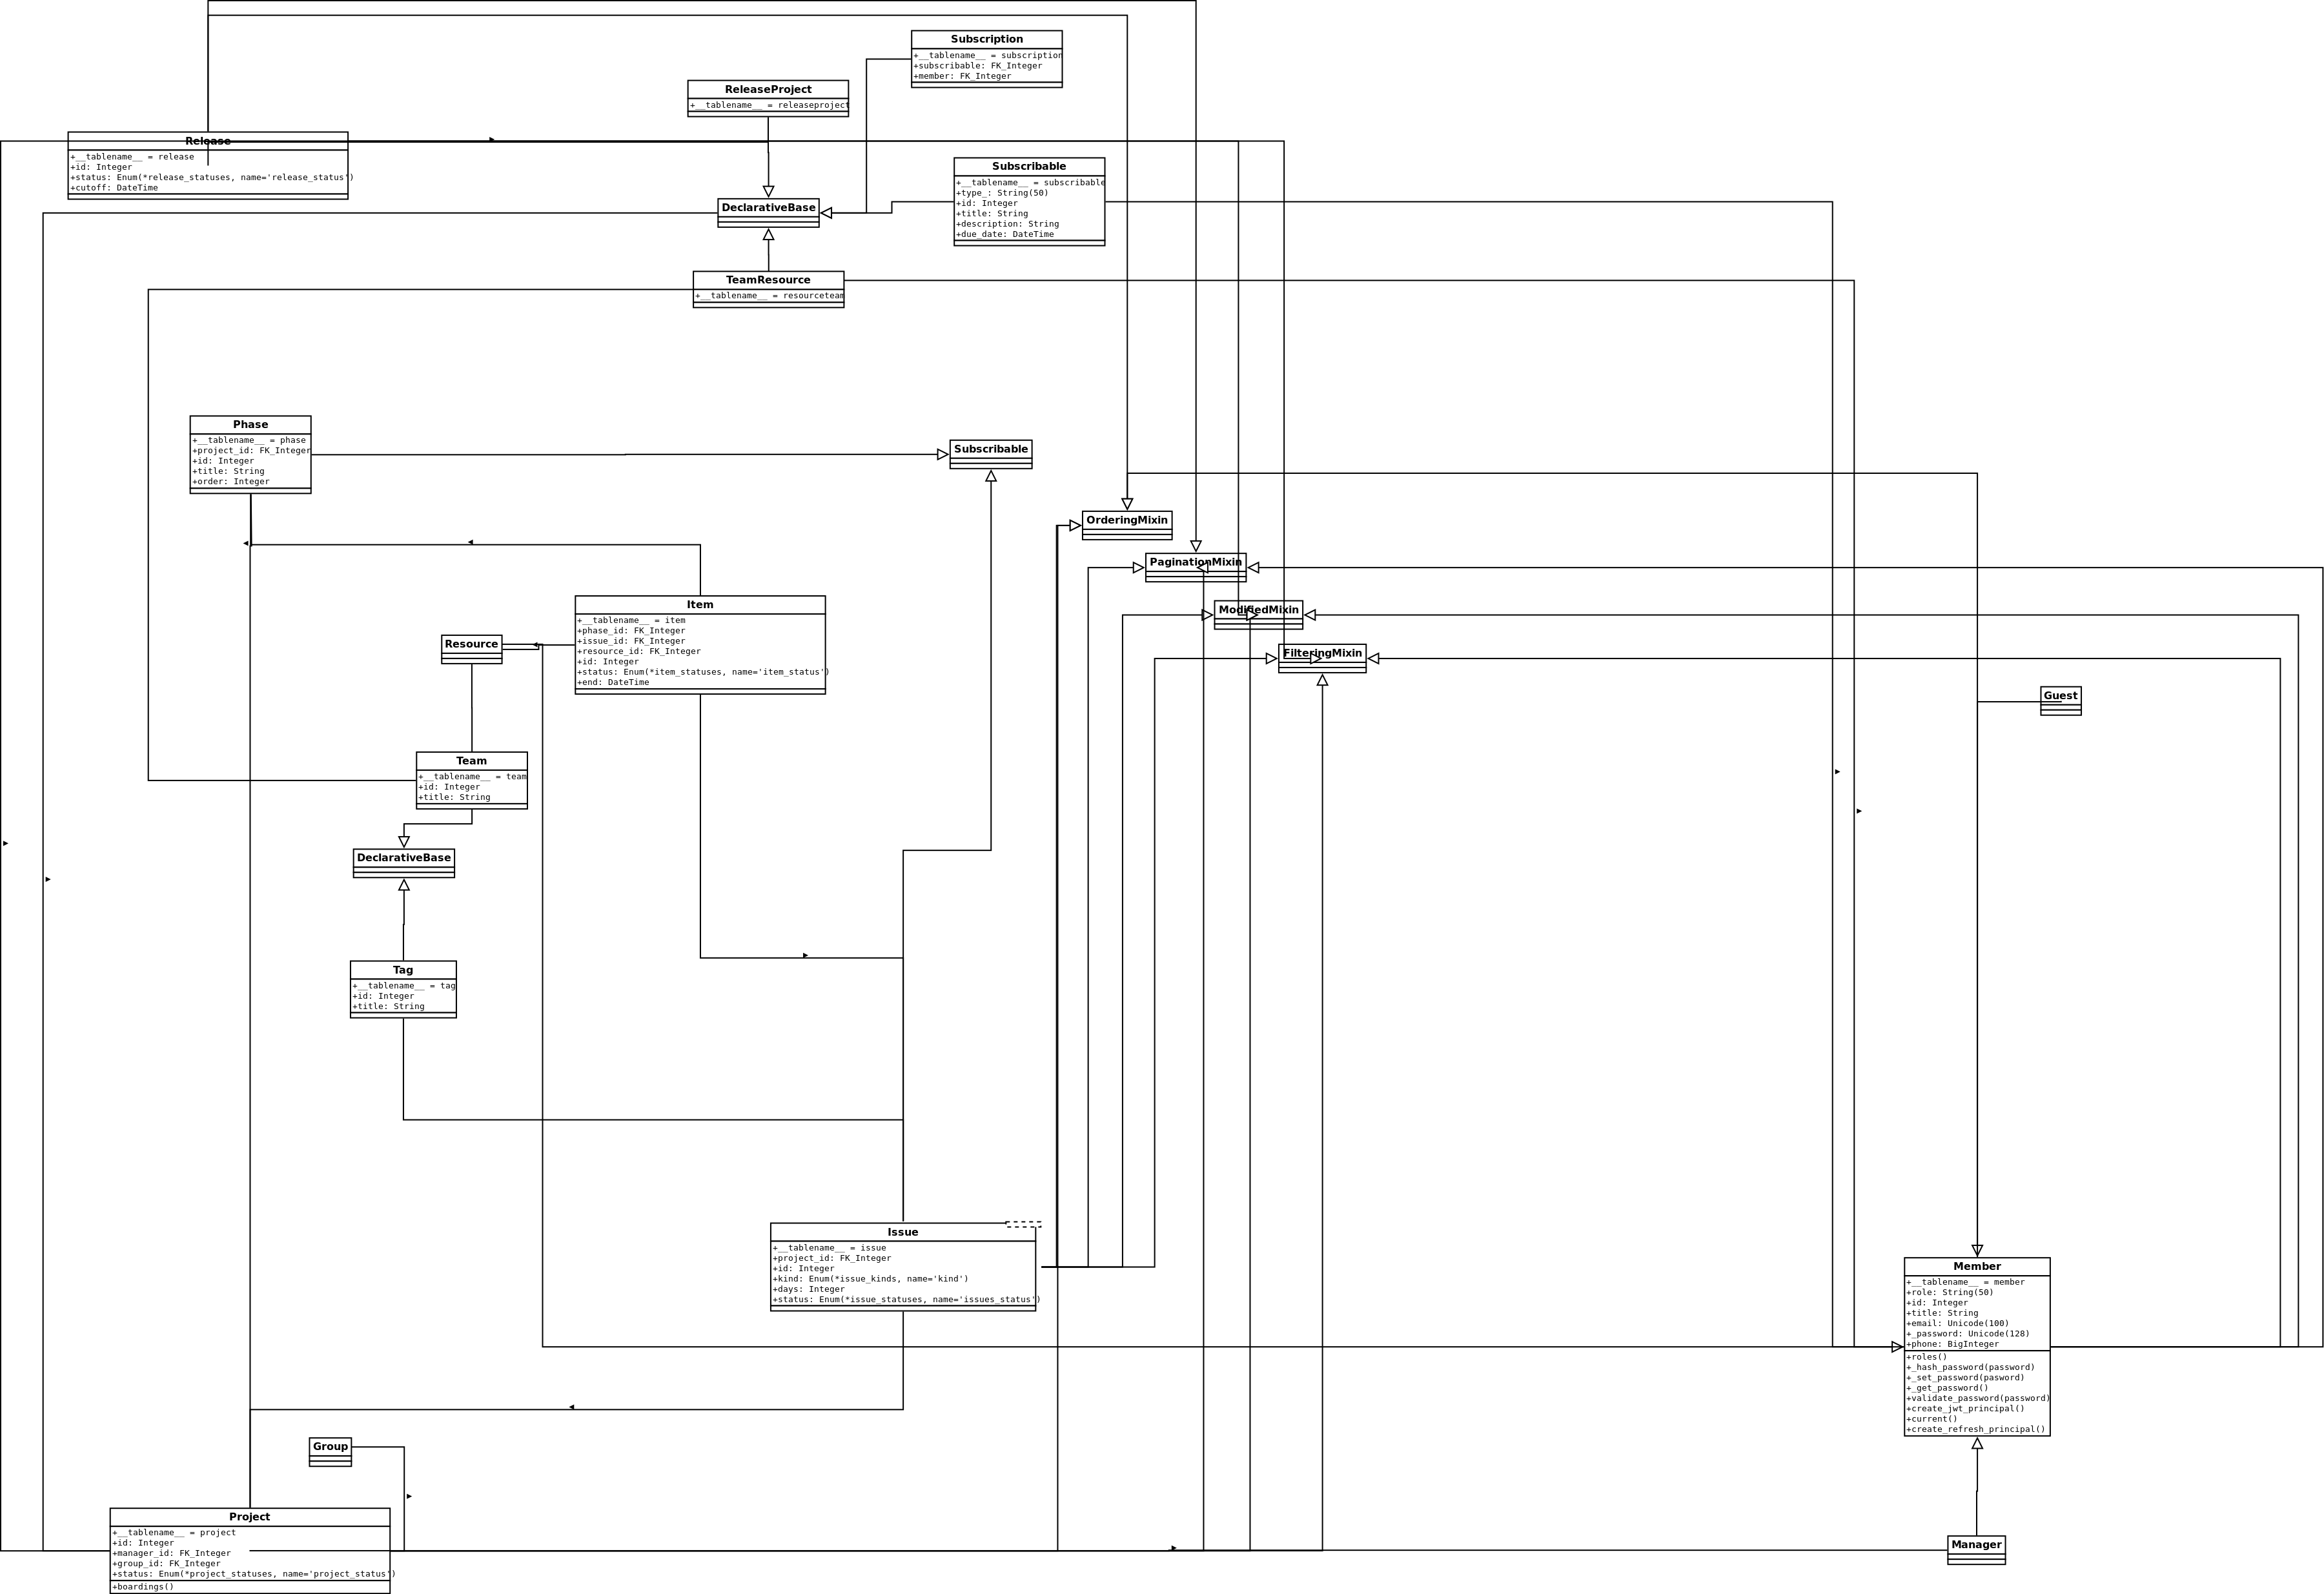 Subscription
+__tablename__ = subscription
+subscribable: FK_Integer
+member: FK_Integer
ReleaseProject
+__tablename__ = releaseproject
Release
+__tablename__ = release
+id: Integer
+status: Enum(*release_statuses, name='release_status')
+cutoff: DateTime
Subscribable
+__tablename__ = subscribable
+type_: String(50)
+id: Integer
+title: String
+description: String
+due_date: DateTime
DeclarativeBase
TeamResource
+__tablename__ = resourceteam
Phase
+__tablename__ = phase
+project_id: FK_Integer
+id: Integer
+title: String
+order: Integer
Subscribable
OrderingMixin
PaginationMixin
ModifiedMixin
FilteringMixin
Item
+__tablename__ = item
+phase_id: FK_Integer
+issue_id: FK_Integer
+resource_id: FK_Integer
+id: Integer
+status: Enum(*item_statuses, name='item_status')
+end: DateTime
Resource
Guest
Team
+__tablename__ = team
+id: Integer
+title: String
DeclarativeBase
Tag
+__tablename__ = tag
+id: Integer
+title: String
Issue
+__tablename__ = issue
+project_id: FK_Integer
+id: Integer
+kind: Enum(*issue_kinds, name='kind')
+days: Integer
+status: Enum(*issue_statuses, name='issues_status')
Member
+__tablename__ = member
+role: String(50)
+id: Integer
+title: String
+email: Unicode(100)
+_password: Unicode(128)
+phone: BigInteger
+roles()
+_hash_password(password)
+_set_password(pasword)
+_get_password()
+validate_password(password)
+create_jwt_principal()
+current()
+create_refresh_principal()
Group
Project
+__tablename__ = project
+id: Integer
+manager_id: FK_Integer
+group_id: FK_Integer
+status: Enum(*project_statuses, name='project_status')
+boardings()
Manager